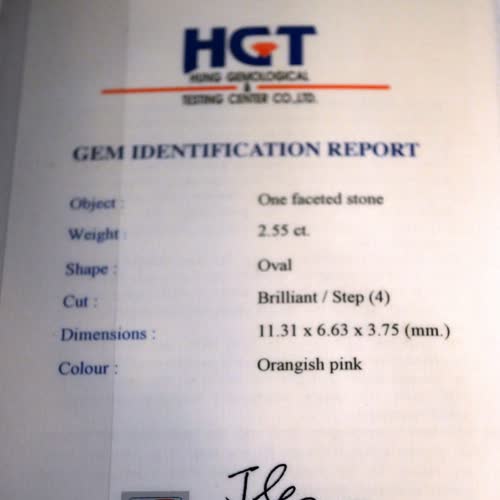 HGT
HUNG GEMOLOGICAL
&
TESTING CENTER CO.,LTD.
GEM IDENTIFICATION REPORT
Object : One faceted stone
Weight : 2.55 ct.
Shape : Oval
Cut : Brilliant / Step (4)
Dimensions : 11.31 x 6.63 x 3.75 (mm.)
Colour : Orangish pink